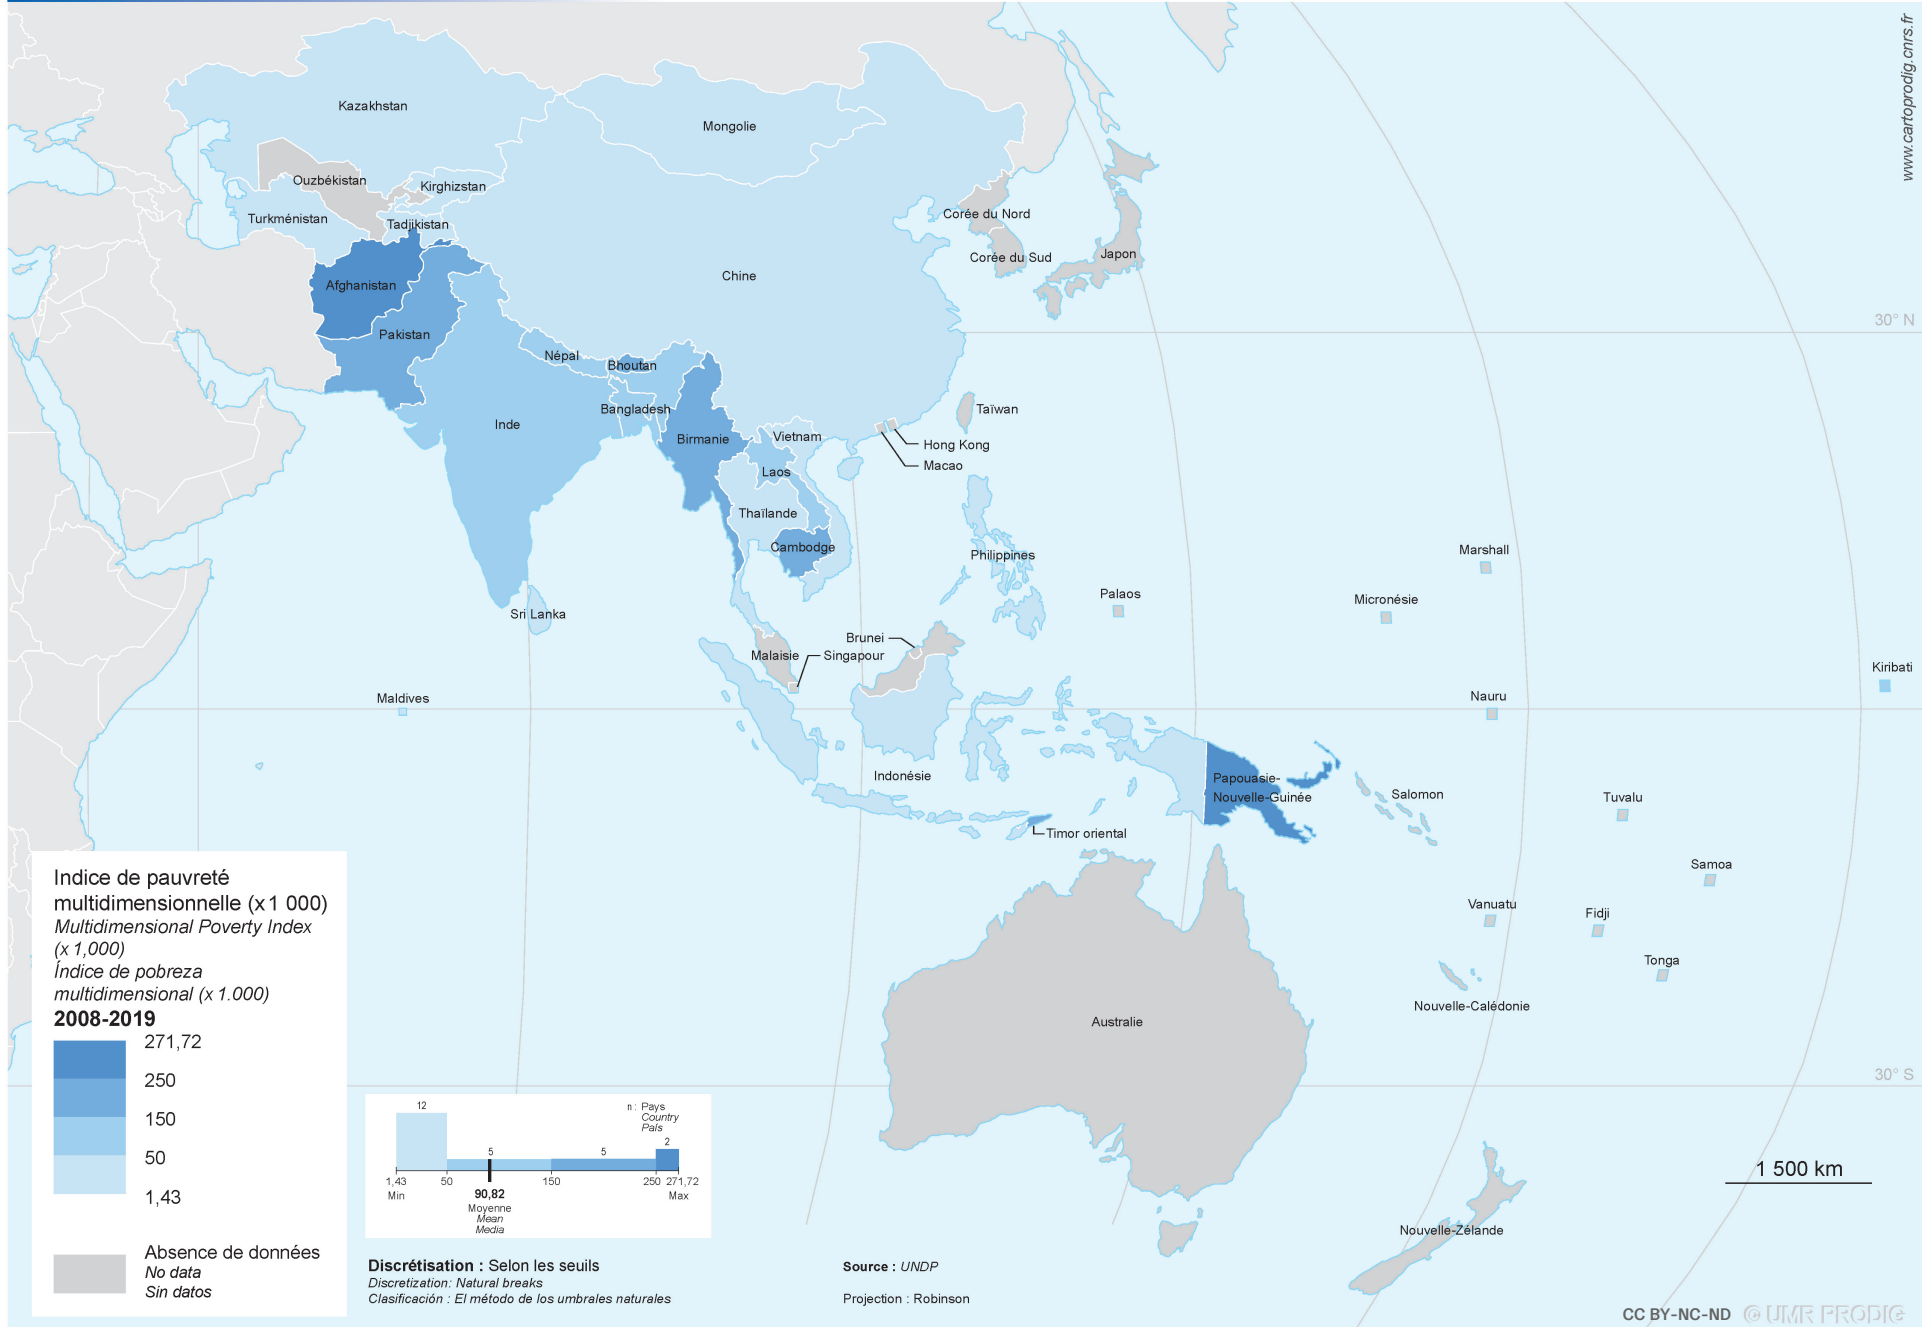 www.cartoprodig.cnrs.fr
Kazakhstan
Mongolie
Ouzbékistan
Kirghizstan
Turkménistan
Tadjikistan
Corée du Nord
Corée du Sud
Japon
Afghanistan
Chine
30° N
Pakistan
Népal
Bhoutan
Bangladesh
Taïwan
Inde
Birmanie
Vietnam
Hong Kong
Macao
Laos
Thaïlande
Cambodge
Philippines
Marshall
Palaos
Micronésie
Sri Lanka
Brunei
Malaisie
Singapour
Kiribati
Maldives
Nauru
Indonésie
Papouasie-
Nouvelle-Guinée
Salomon
Tuvalu
Timor oriental
Samoa
Vanuatu
Fidji
Tonga
Nouvelle-Calédonie
Australie
30° S
Nouvelle-Zélande
1 500 km
Indice de pauvreté
multidimensionnelle (x 1 000)
Multidimensional Poverty Index
(x 1,000)
Índice de pobreza
multidimensional (x 1.000)
2008-2019
271,72
250
150
50
1,43
Absence de données
No data
Sin datos
12
n : Pays
Country
País
5
5
2
1,43
50
150
250
271,72
Min
90,82
Max
Moyenne
Mean
Media
Discrétisation : Selon les seuils
Discretization: Natural breaks
Clasificación : El método de los umbrales naturales
Source : UNDP
Projection : Robinson
CC BY-NC-ND © UMR PRODIG